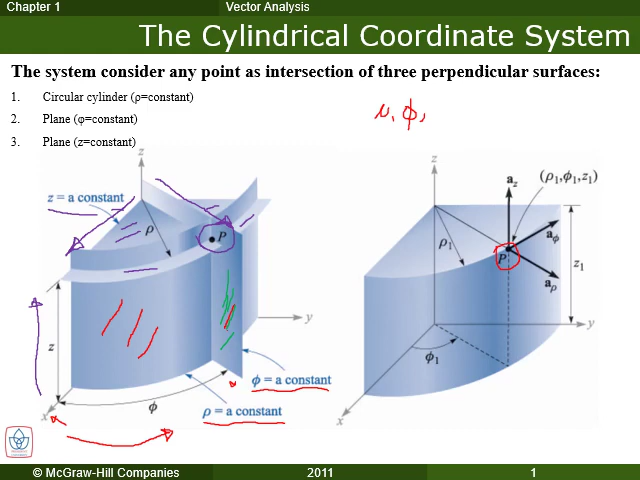 Chapter 1 Vector Analysis
The Cylindrical Coordinate System
The system consider any point as intersection of three perpendicular surfaces:
1. Circular cylinder (ρ=constant)
2. Plane (φ=constant)
3. Plane (z=constant)
ϕ,
z
z = a constant
ρ
P
y
z
ϕ = a constant
ρ = a constant
ϕ
x
z
(ρ₁,ϕ₁,z₁)
a_z
a_ϕ
ρ₁
P
a_ρ
z₁
y
ϕ₁
x
© McGraw-Hill Companies 2011 1